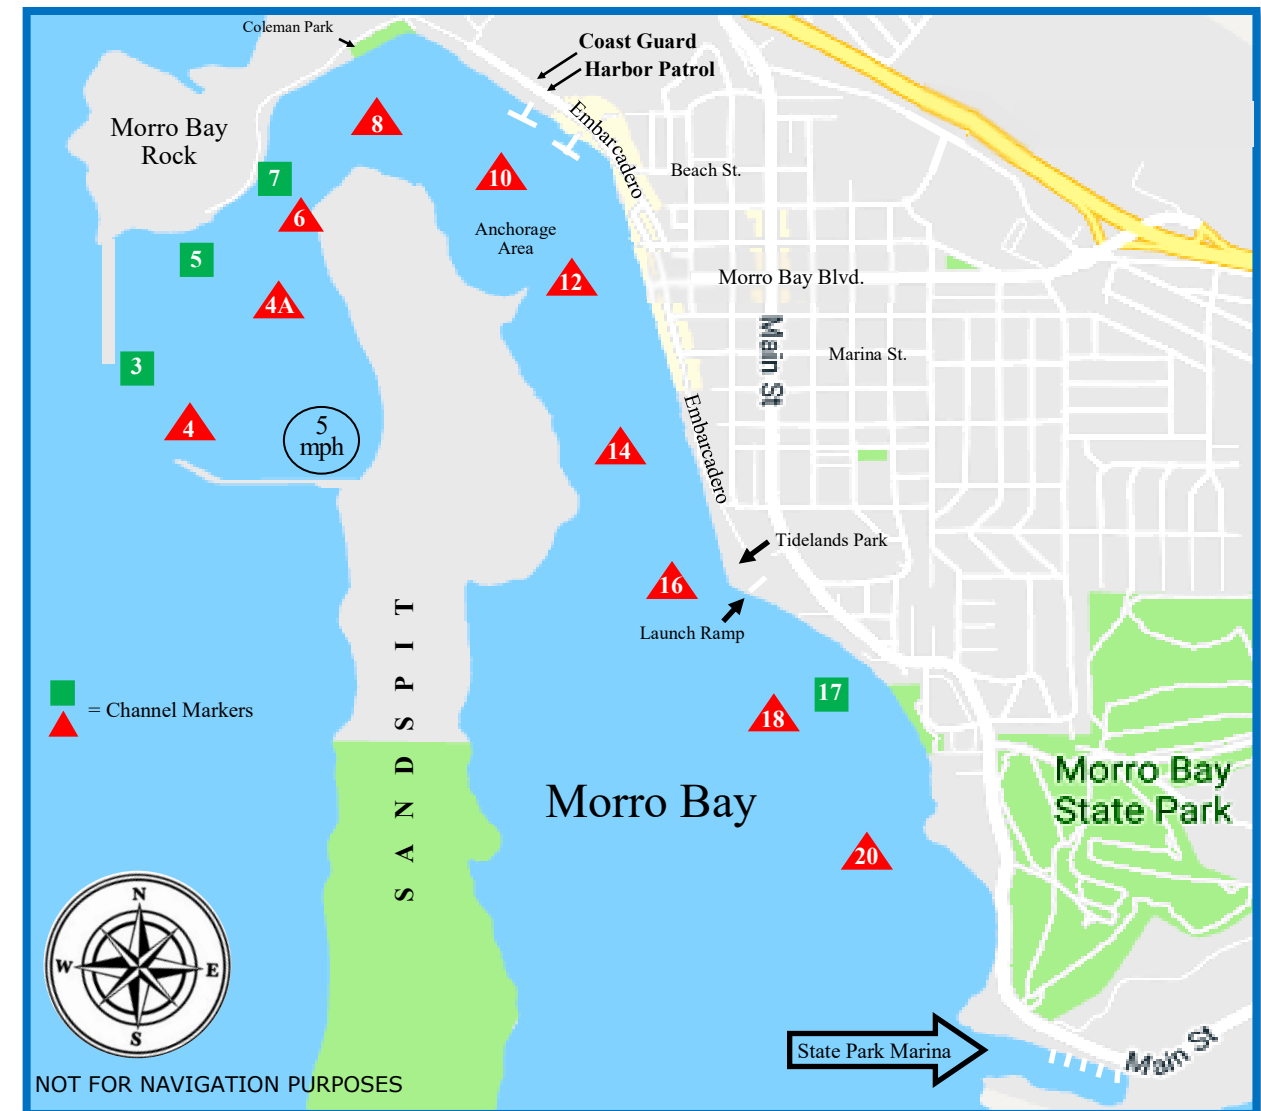 Coleman Park
Coast Guard
Harbor Patrol
Morro Bay
Rock
8
Embarcadero
7
10
Beach St.
6
Anchorage
Area
5
12
4A
Morro Bay Blvd.
Main St
Marina St.
3
4
5
mph
14
Embarcadero
Tidelands Park
16
Launch Ramp
SANDSPIT
17
18
= Channel Markers
Morro Bay
State Park
Morro Bay
20
N
W
E
S
State Park Marina
Main St
NOT FOR NAVIGATION PURPOSES